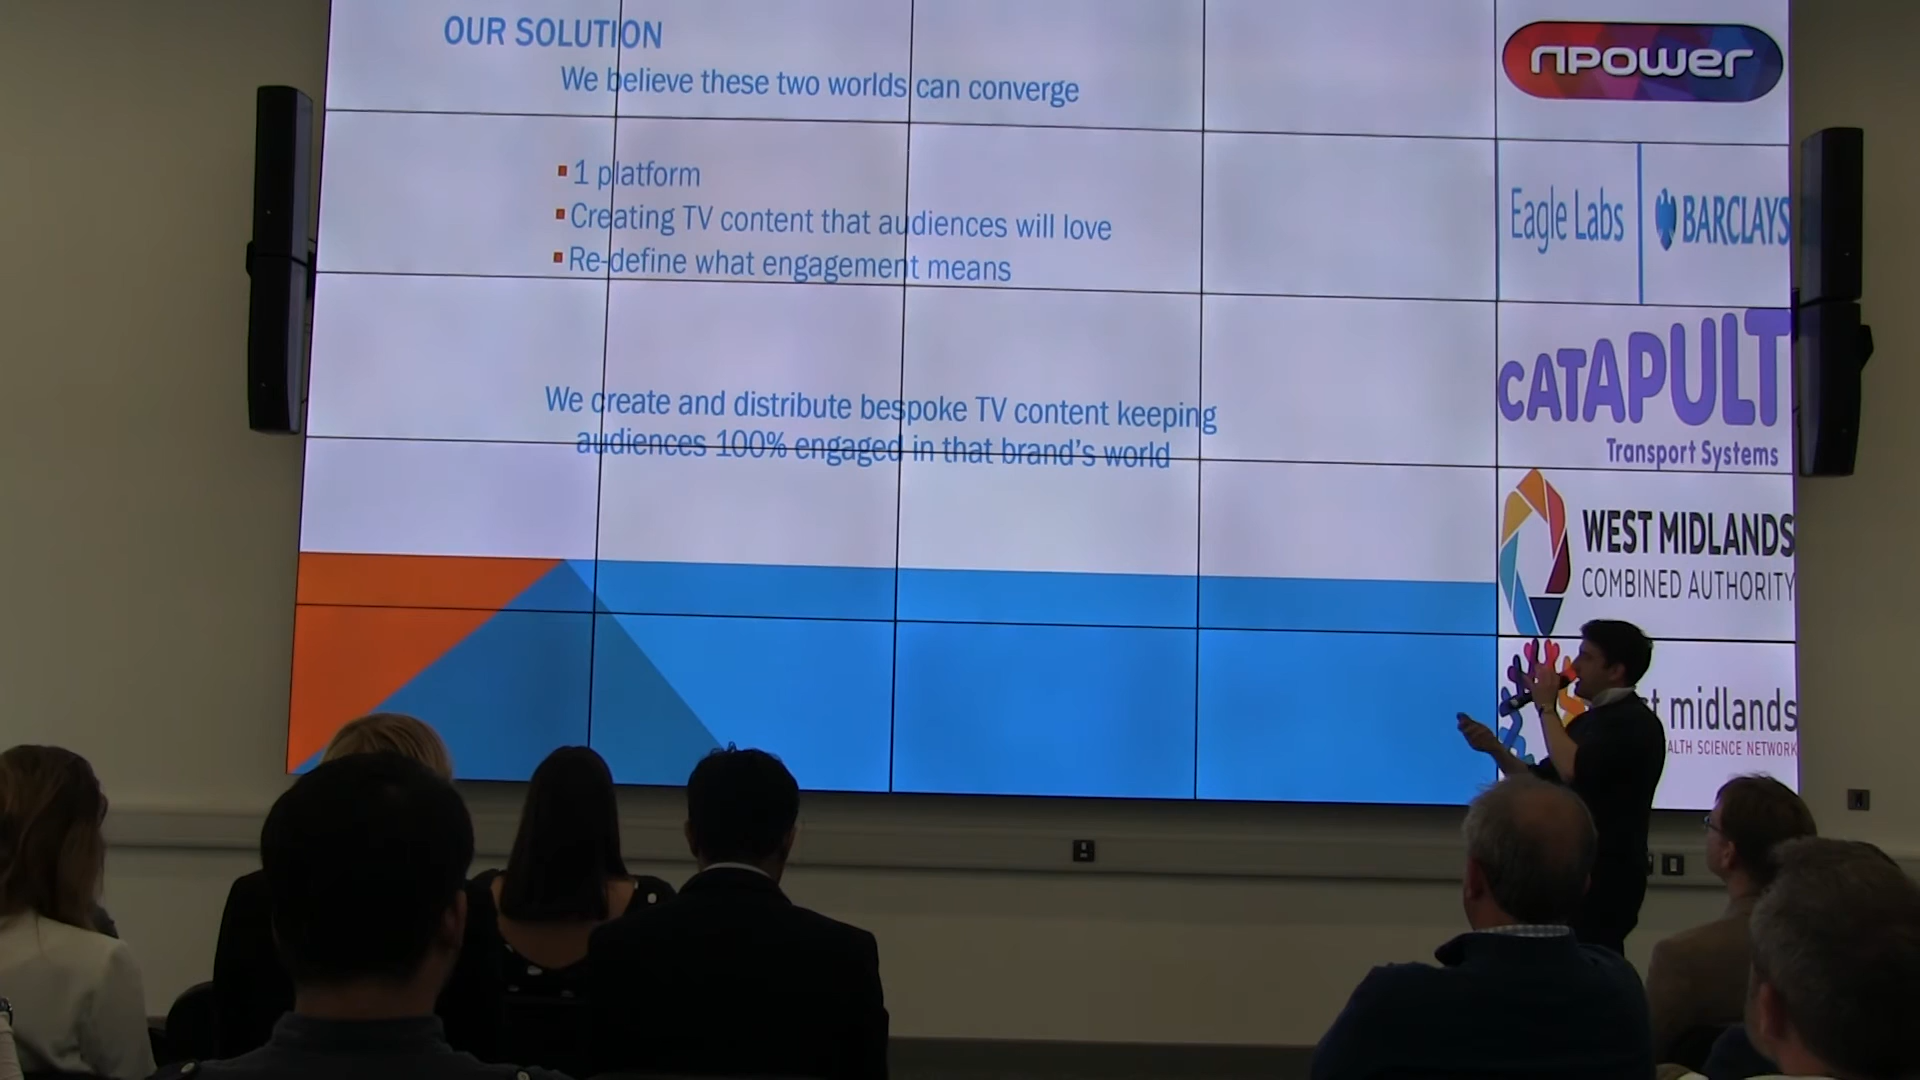 OUR SOLUTION
We believe these two worlds can converge
1 platform
Creating TV content that audiences will love
Re-define what engagement means
We create and distribute bespoke TV content keeping
audiences 100% engaged in that brand's world
npower
Eagle Labs
BARCLAYS
CATAPULT
Transport Systems
WEST MIDLANDS
COMBINED AUTHORITY
midlands
SCIENCE NETWORK